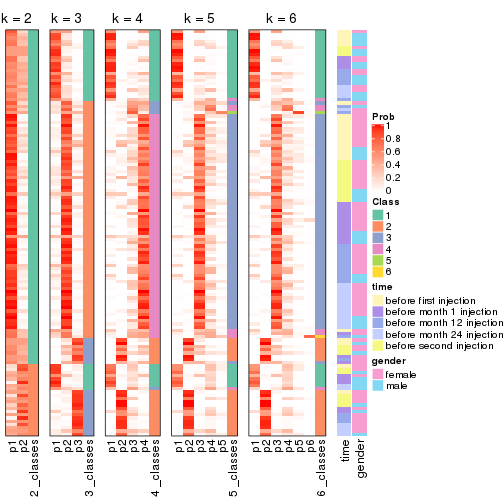 k = 2 k = 3 k = 4 k = 5 k = 6
Prob
1
0.8
0.6
0.4
0.2
0
Class
1
2
3
4
5
6
time
before first injection
before month 1 injection
before month 12 injection
before month 24 injection
before second injection
gender
female
male
p1 p2 2_classes p1 p2 p3 3_classes p1 p2 p3 p4 4_classes p1 p2 p3 p4 p5 5_classes p1 p2 p3 p4 p5 p6 6_classes time gender